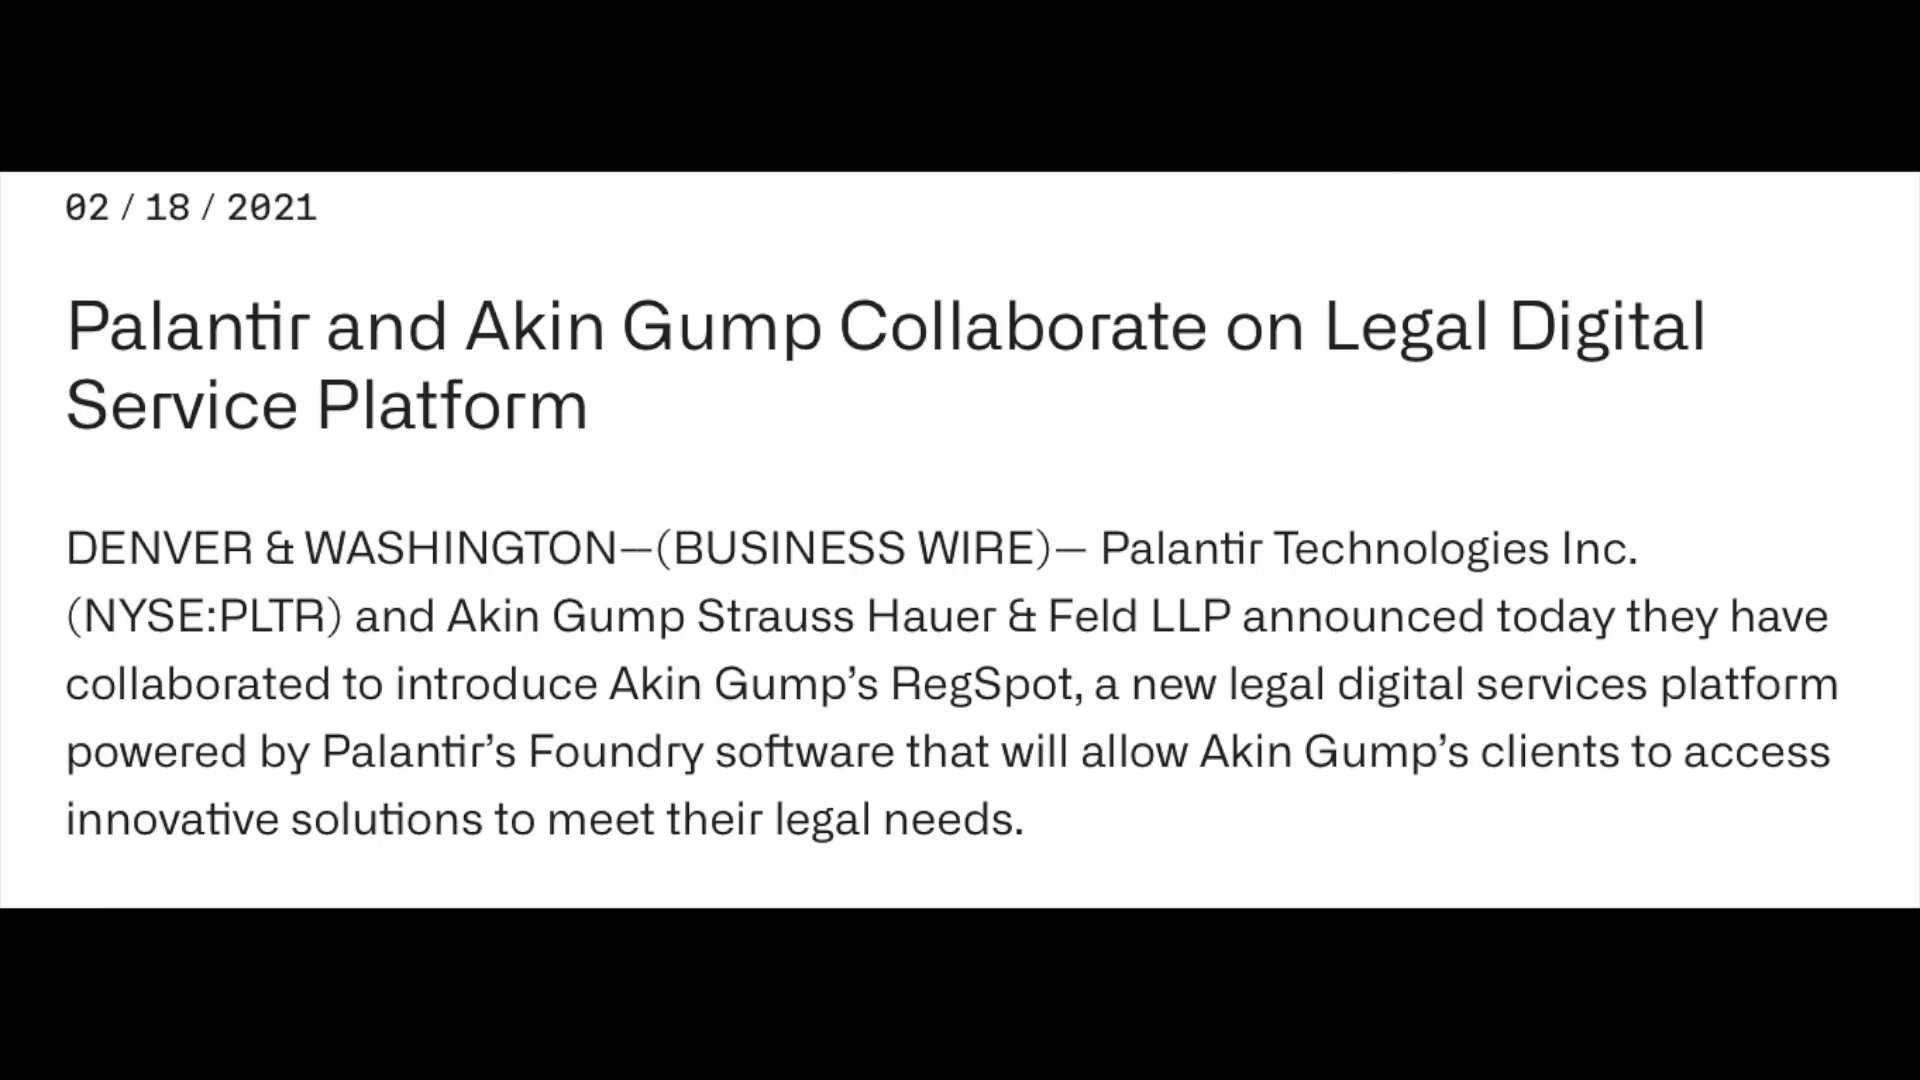 02 / 18 / 2021
Palantir and Akin Gump Collaborate on Legal Digital
Service Platform
DENVER & WASHINGTON—(BUSINESS WIRE)— Palantir Technologies Inc.
(NYSE:PLTR) and Akin Gump Strauss Hauer & Feld LLP announced today they have
collaborated to introduce Akin Gump’s RegSpot, a new legal digital services platform
powered by Palantir’s Foundry software that will allow Akin Gump’s clients to access
innovative solutions to meet their legal needs.